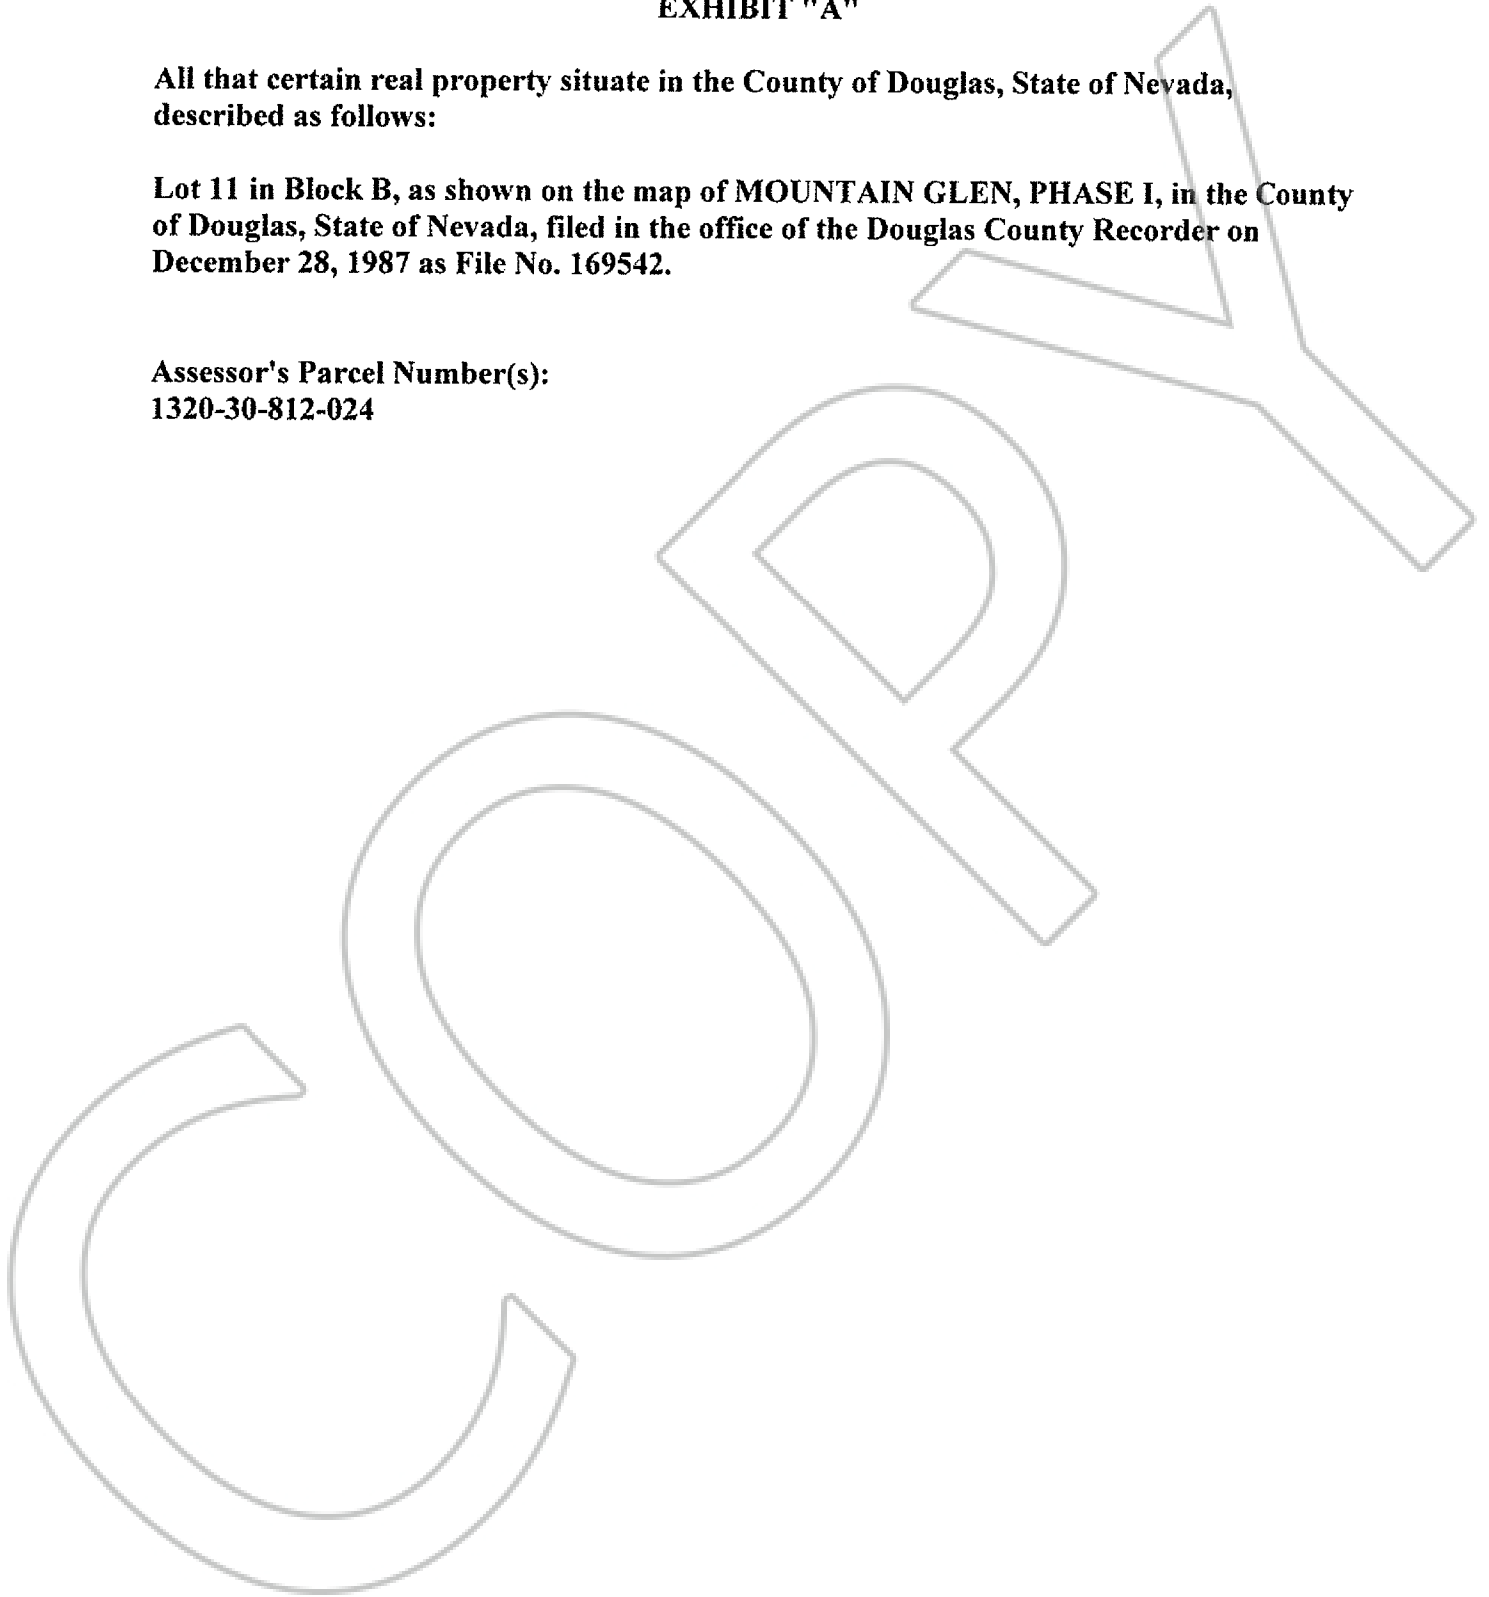 EXHIBIT "A"
All that certain real property situate in the County of Douglas, State of Nevada,
described as follows:
Lot 11 in Block B, as shown on the map of MOUNTAIN GLEN, PHASE I, in the County
of Douglas, State of Nevada, filed in the office of the Douglas County Recorder on
December 28, 1987 as File No. 169542.
Assessor's Parcel Number(s):
1320-30-812-024
COPY